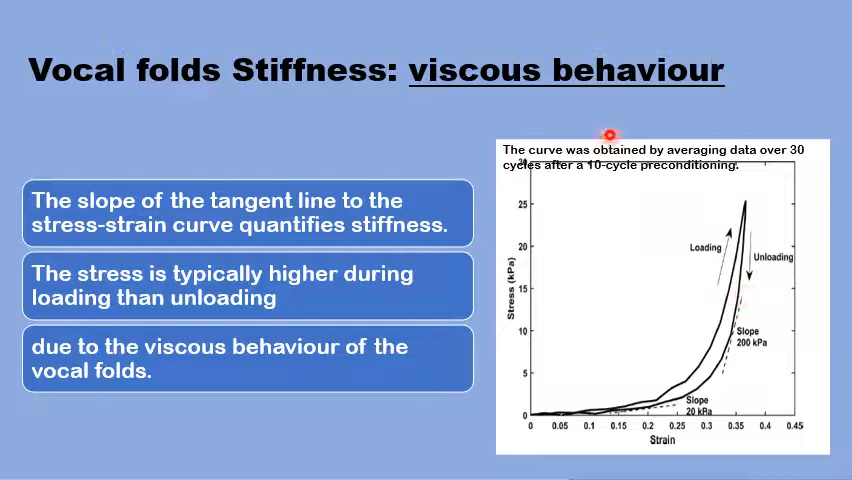 Vocal folds Stiffness: viscous behaviour
The slope of the tangent line to the
stress-strain curve quantifies stiffness.
The stress is typically higher during
loading than unloading
due to the viscous behaviour of the
vocal folds.
The curve was obtained by averaging data over 30
cycles after a 10-cycle preconditioning.
30
25
20
15
10
5
0
Stress (kPa)
Loading
Unloading
Slope
200 kPa
Slope
20 kPa
0 0.05 0.1 0.15 0.2 0.25 0.3 0.35 0.4 0.45
Strain